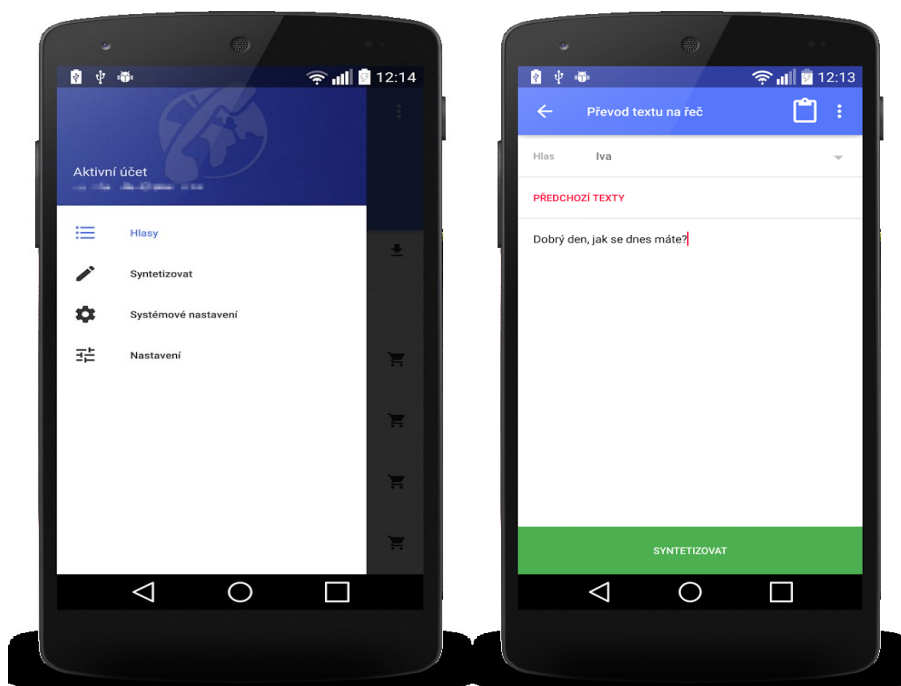 12:14
Aktivní účet
Hlasy
Syntetizovat
Systémové nastavení
Nastavení
12:13
Převod textu na řeč
Hlas Iva
PŘEDCHOZÍ TEXTY
Dobrý den, jak se dnes máte?
SYNTETIZOVAT